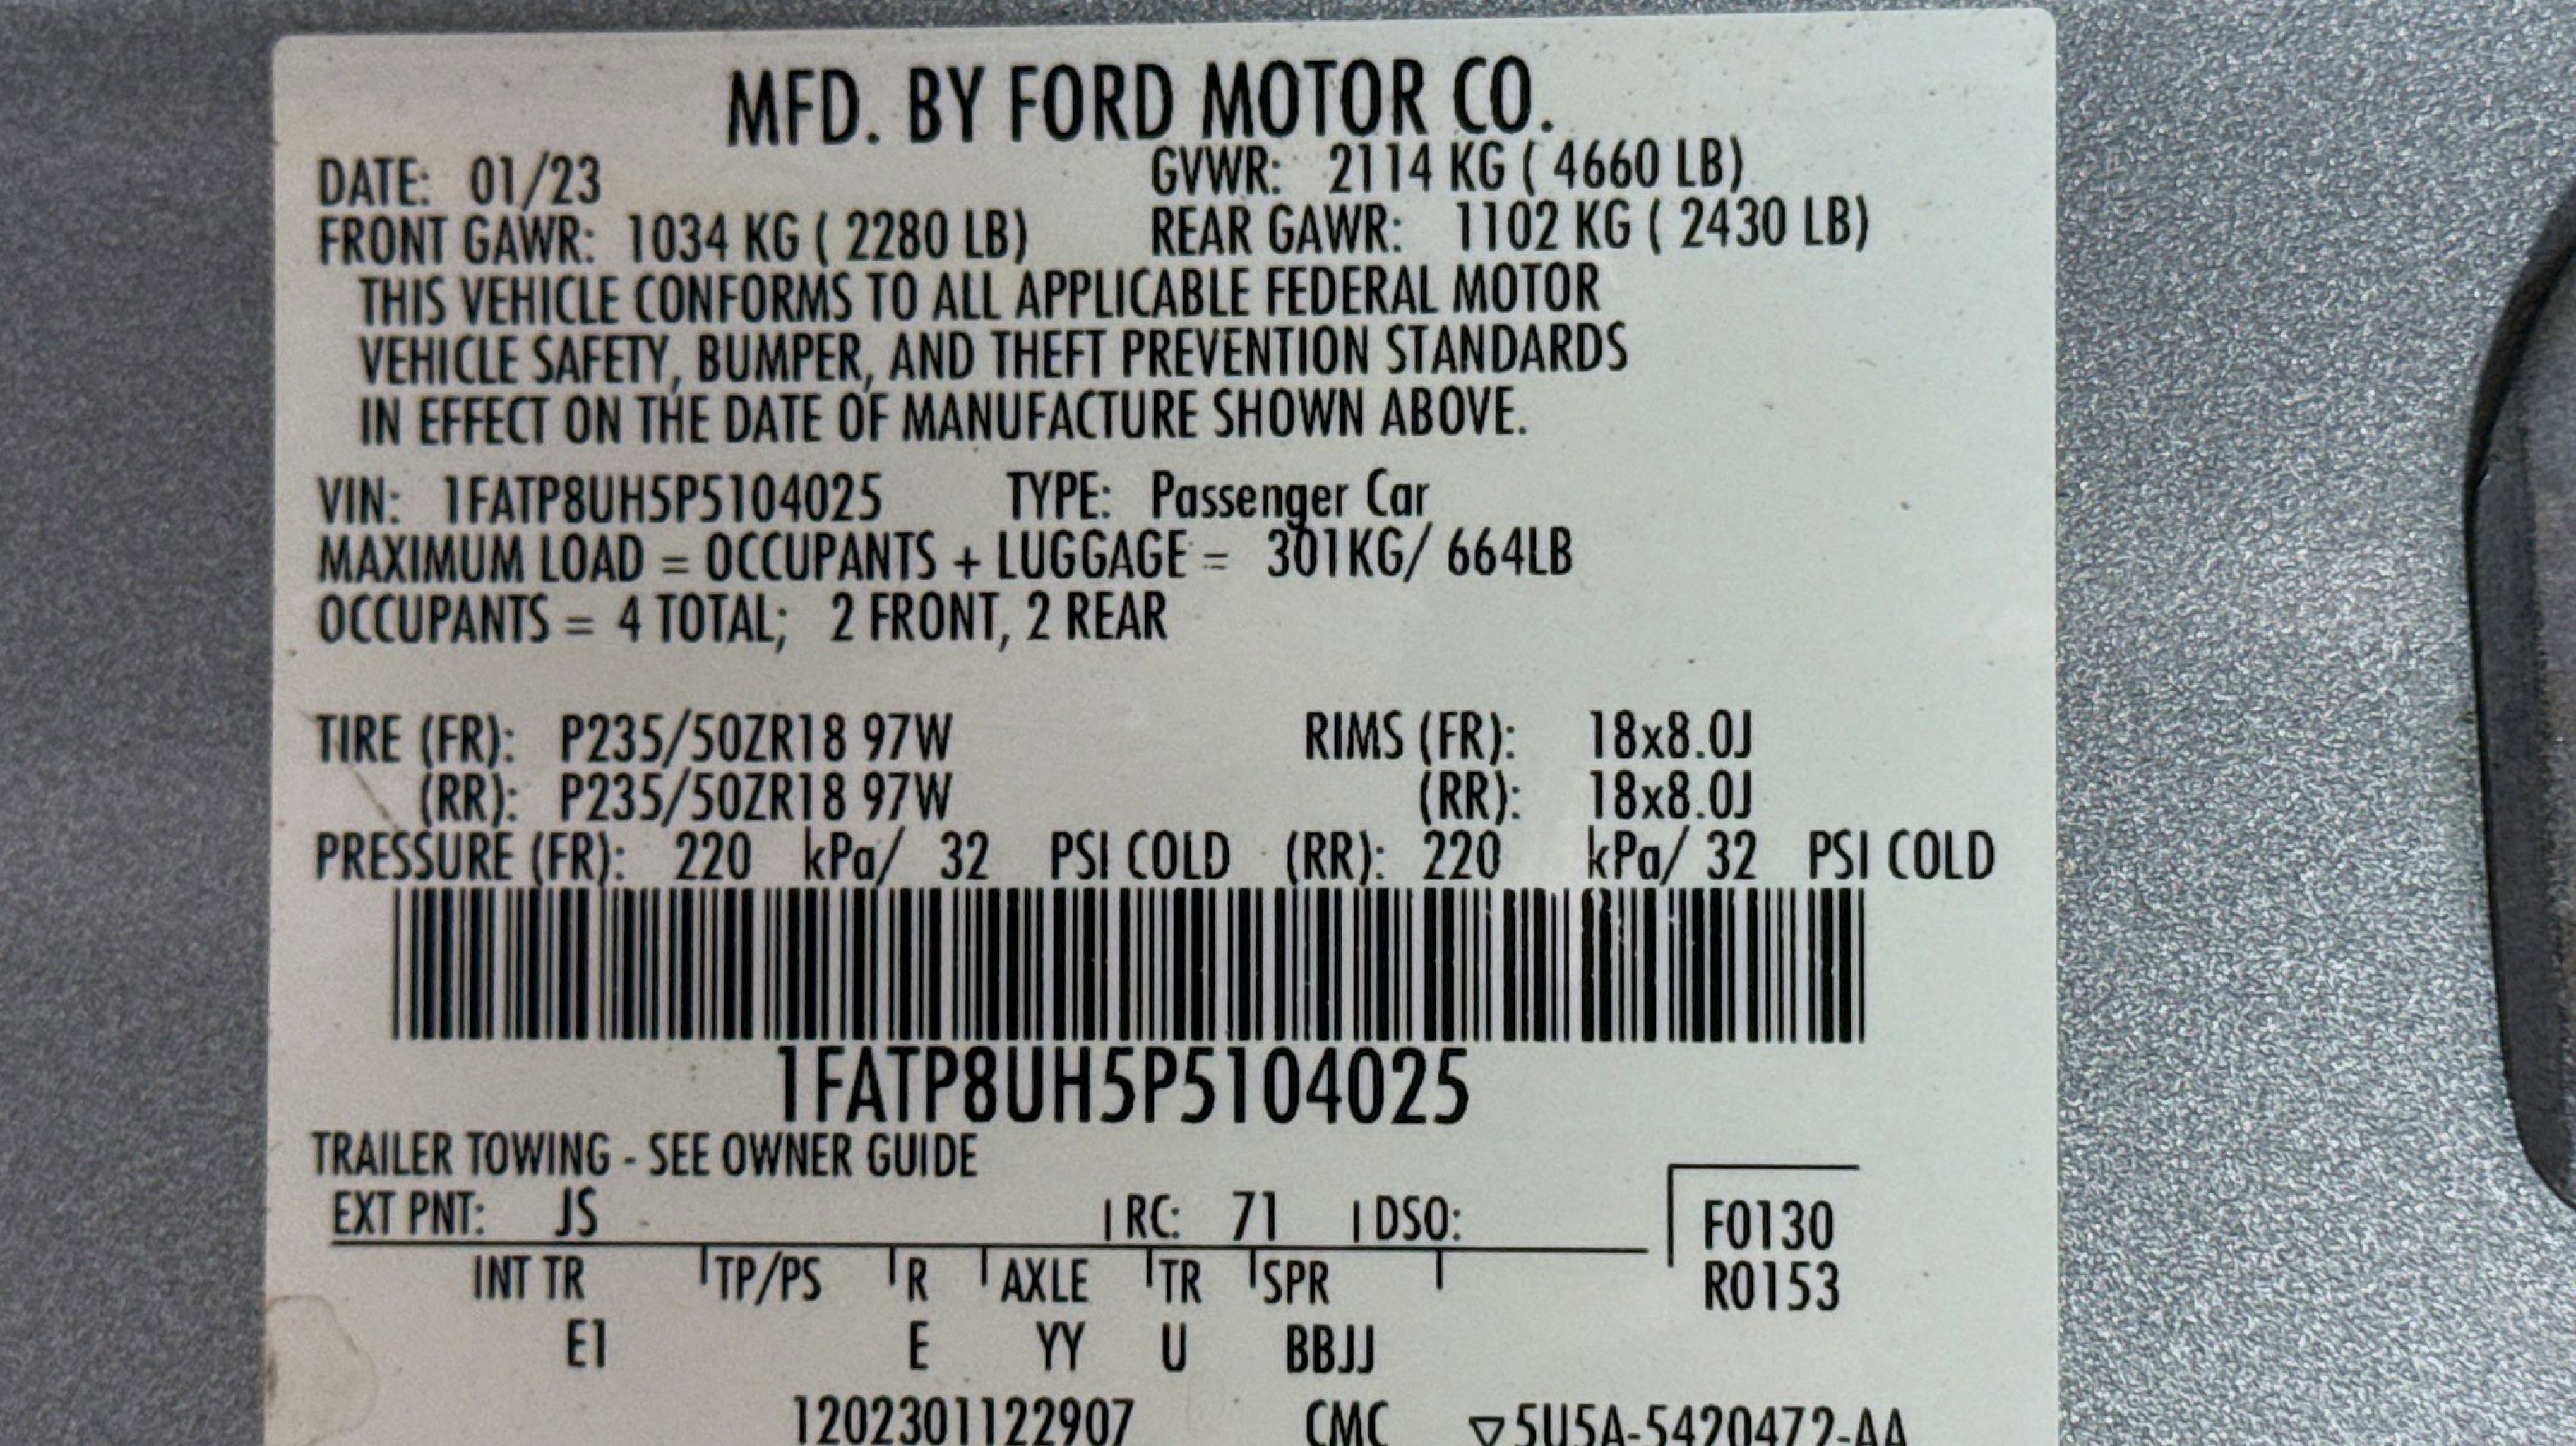 MFD. BY FORD MOTOR CO.
DATE: 01/23 GVWR: 2114 KG ( 4660 LB)
FRONT GAWR: 1034 KG ( 2280 LB) REAR GAWR: 1102 KG ( 2430 LB)
THIS VEHICLE CONFORMS TO ALL APPLICABLE FEDERAL MOTOR
VEHICLE SAFETY, BUMPER, AND THEFT PREVENTION STANDARDS
IN EFFECT ON THE DATE OF MANUFACTURE SHOWN ABOVE.
VIN: 1FATP8UH5P5104025 TYPE: Passenger Car
MAXIMUM LOAD = OCCUPANTS + LUGGAGE = 301KG/ 664LB
OCCUPANTS = 4 TOTAL; 2 FRONT, 2 REAR
TIRE (FR): P235/50ZR18 97W RIMS (FR): 18x8.0J
(RR): P235/50ZR18 97W (RR): 18x8.0J
PRESSURE (FR): 220 kPa/ 32 PSI COLD (RR): 220 kPa/ 32 PSI COLD
1FATP8UH5P5104025
TRAILER TOWING - SEE OWNER GUIDE
EXT PNT: JS RC: 71 DSO: F0130
INT TR TP/PS R AXLE TR SPR R0153
E1 E YY U BBJJ
1202301122907 CMC ▽5U5A-5420472-AA